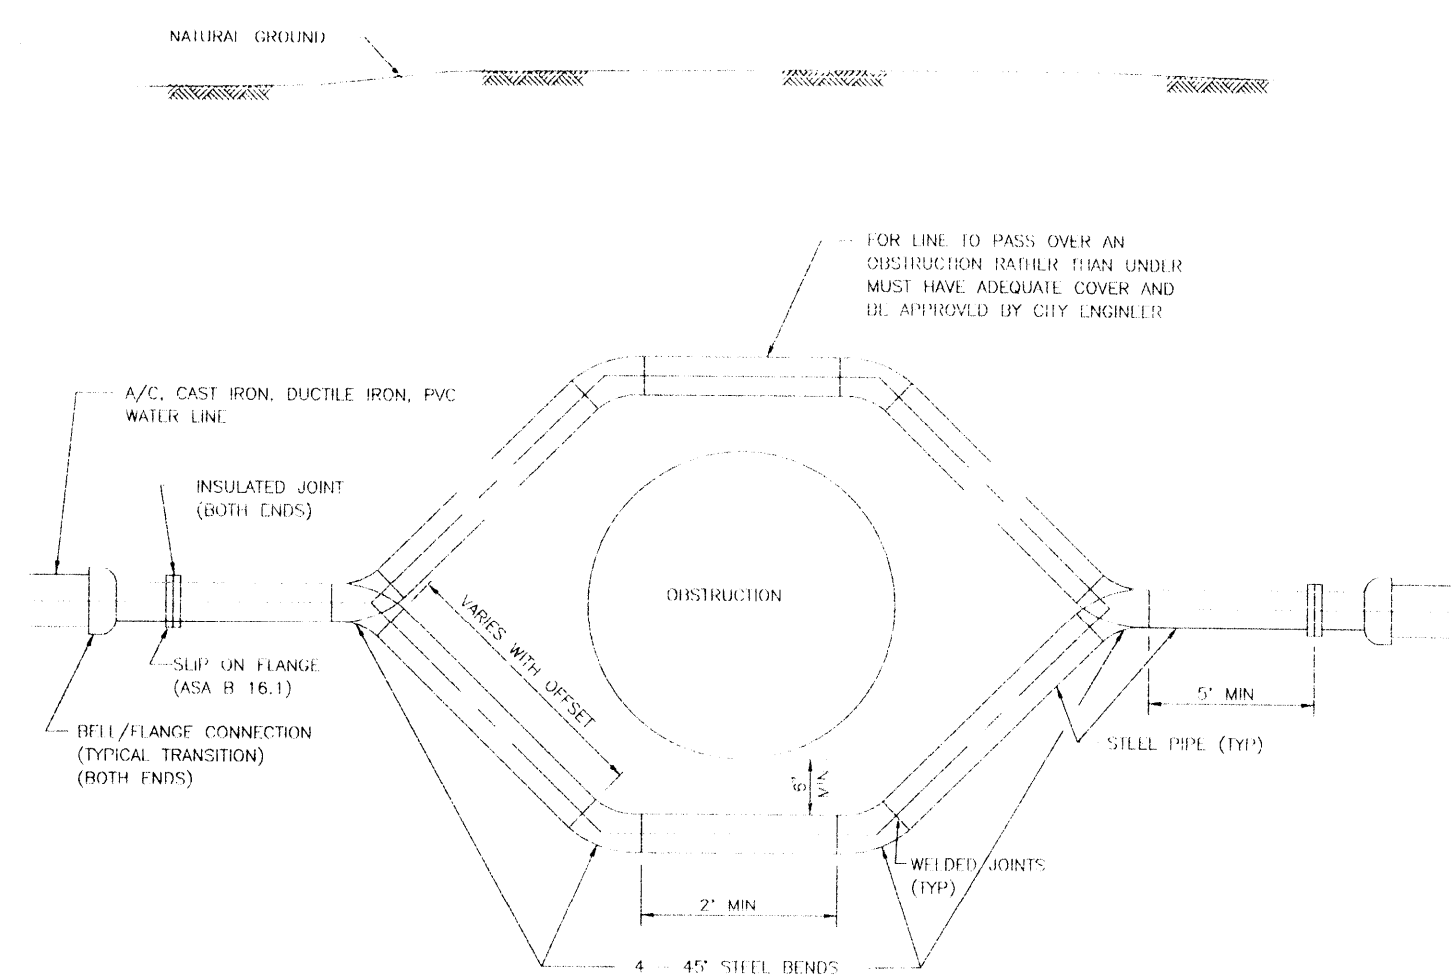 NATURAL GROUND
FOR LINE TO PASS OVER AN
OBSTRUCTION RATHER THAN UNDER
MUST HAVE ADEQUATE COVER AND
BE APPROVED BY CITY ENGINEER
A/C, CAST IRON, DUCTILE IRON, PVC
WATER LINE
INSULATED JOINT
(BOTH ENDS)
OBSTRUCTION
VARIES WITH OFFSET
SLIP ON FLANGE
(ASA B 16.1)
5' MIN
BELL/FLANGE CONNECTION
(TYPICAL TRANSITION)
(BOTH ENDS)
STEEL PIPE (TYP)
6"
MIN
WELDED JOINTS
(TYP)
2' MIN
4 - 45° STEEL BENDS